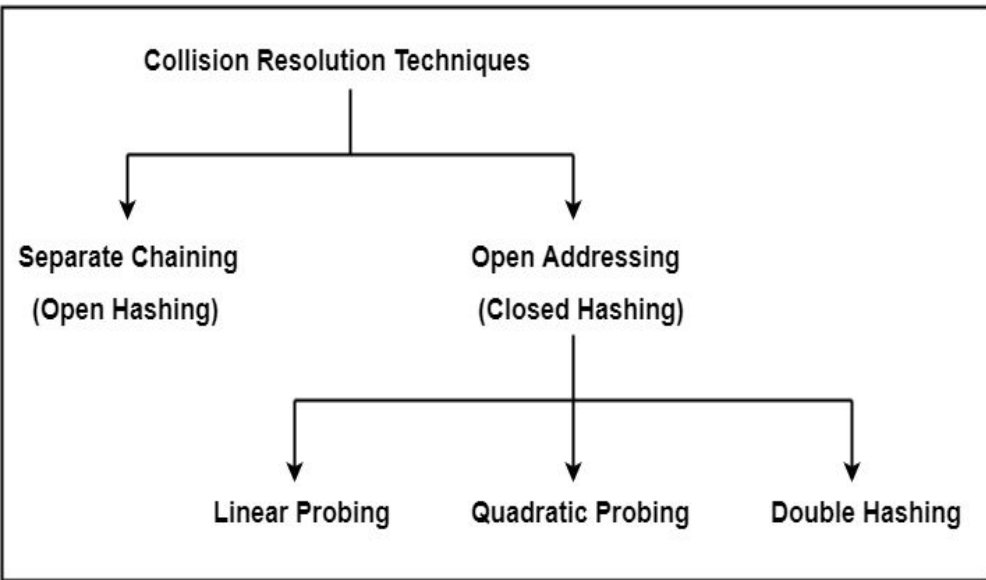 Collision Resolution Techniques
Separate Chaining
(Open Hashing)
Open Addressing
(Closed Hashing)
Linear Probing
Quadratic Probing
Double Hashing